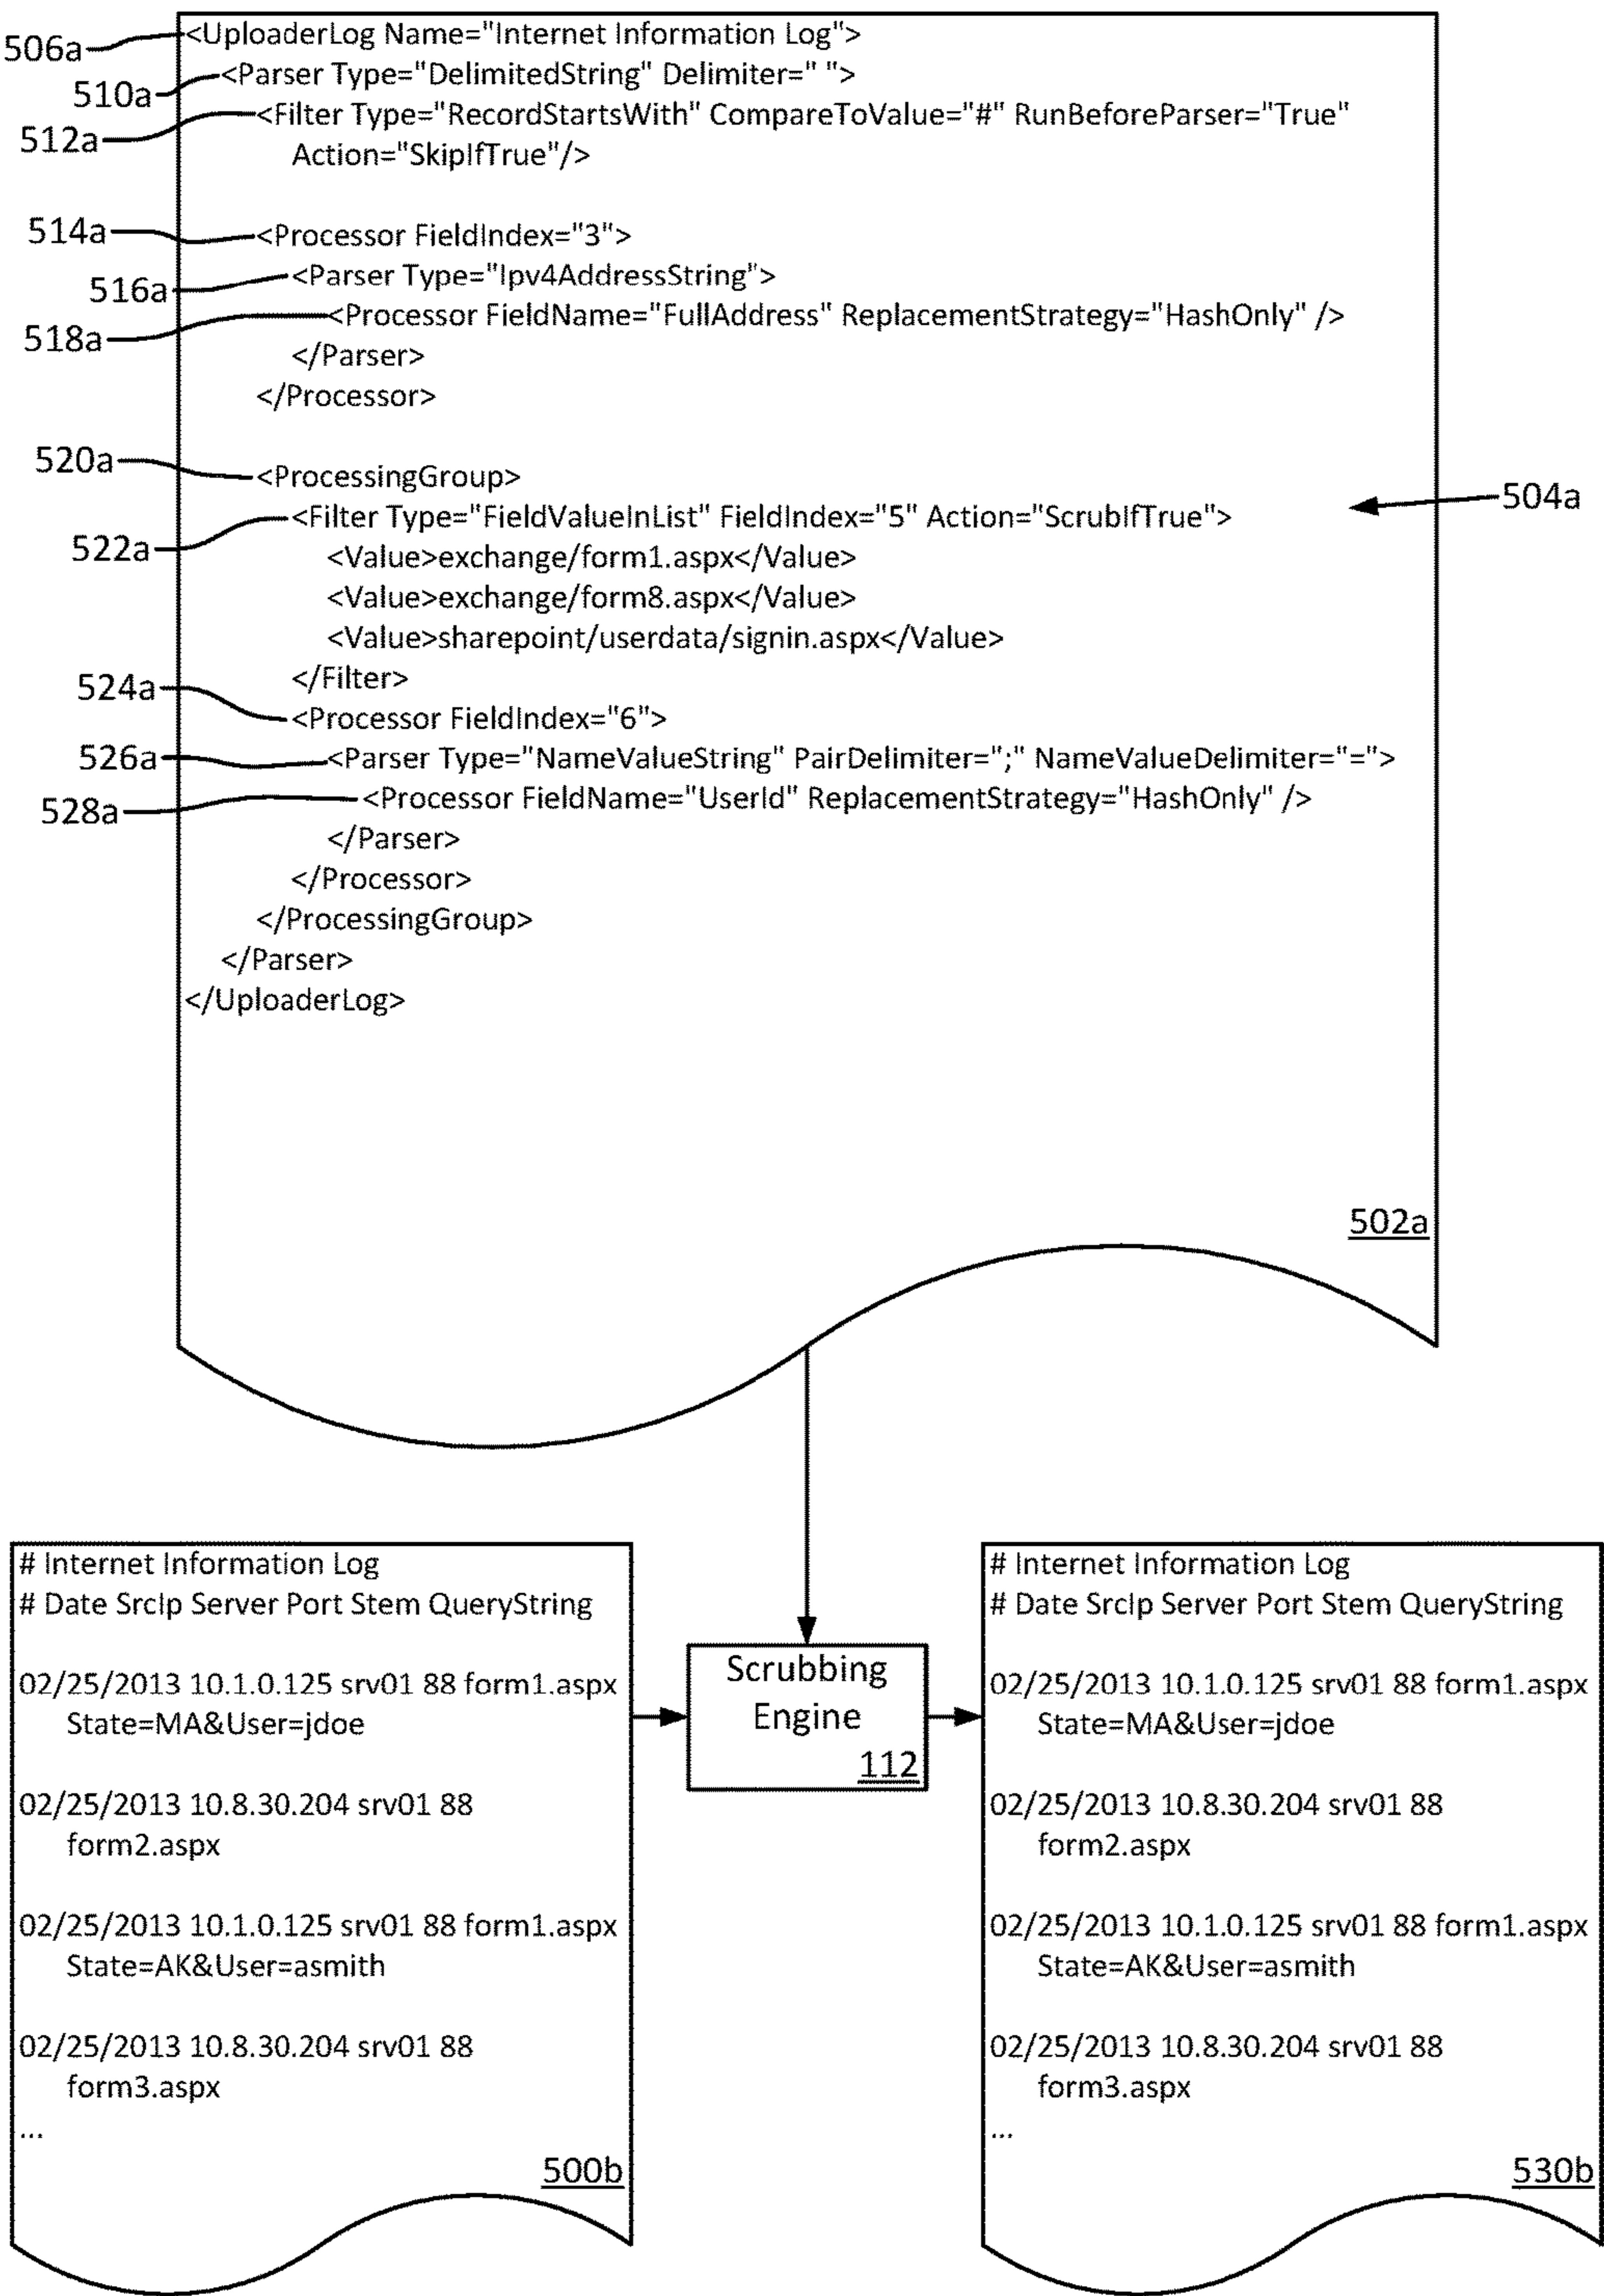 506a
<UploaderLog Name="Internet Information Log">
510a
<Parser Type="DelimitedString" Delimiter=" ">
512a
<Filter Type="RecordStartsWith" CompareToValue="#" RunBeforeParser="True"
Action="SkipIfTrue"/>
514a
<Processor FieldIndex="3">
516a
<Parser Type="Ipv4AddressString">
518a
<Processor FieldName="FullAddress" ReplacementStrategy="HashOnly" />
</Parser>
</Processor>
520a
<ProcessingGroup>
504a
522a
<Filter Type="FieldValueInList" FieldIndex="5" Action="ScrubIfTrue">
<Value>exchange/form1.aspx</Value>
<Value>exchange/form8.aspx</Value>
<Value>sharepoint/userdata/signin.aspx</Value>
</Filter>
524a
<Processor FieldIndex="6">
526a
<Parser Type="NameValueString" PairDelimiter=";" NameValueDelimiter="=">
528a
<Processor FieldName="UserId" ReplacementStrategy="HashOnly" />
</Parser>
</Processor>
</ProcessingGroup>
</Parser>
</UploaderLog>
502a
# Internet Information Log
# Date SrcIp Server Port Stem QueryString
02/25/2013 10.1.0.125 srv01 88 form1.aspx
State=MA&User=jdoe
02/25/2013 10.8.30.204 srv01 88
form2.aspx
02/25/2013 10.1.0.125 srv01 88 form1.aspx
State=AK&User=asmith
02/25/2013 10.8.30.204 srv01 88
form3.aspx
...
500b
Scrubbing
Engine
112
# Internet Information Log
# Date SrcIp Server Port Stem QueryString
02/25/2013 10.1.0.125 srv01 88 form1.aspx
State=MA&User=jdoe
02/25/2013 10.8.30.204 srv01 88
form2.aspx
02/25/2013 10.1.0.125 srv01 88 form1.aspx
State=AK&User=asmith
02/25/2013 10.8.30.204 srv01 88
form3.aspx
...
530b